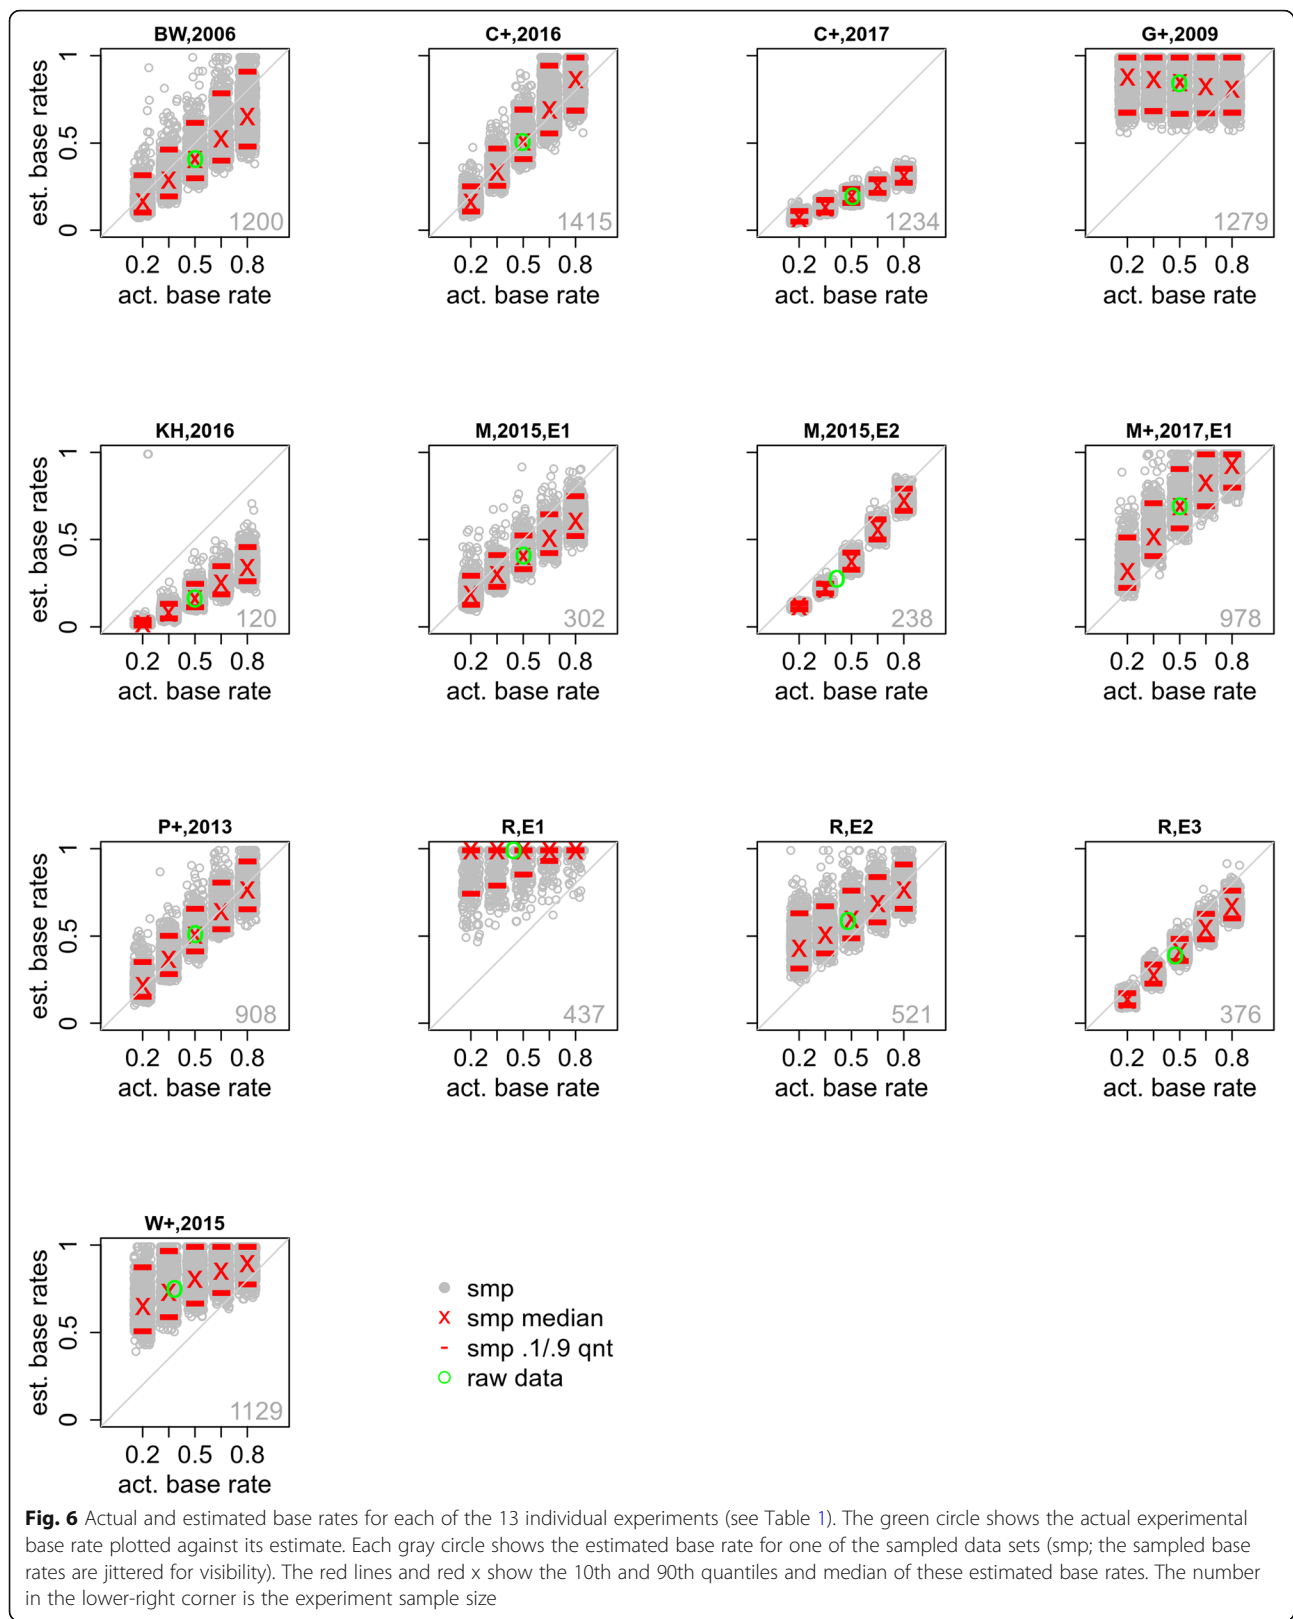 BW,2006 C+,2016 C+,2017 G+,2009
est. base rates
1
0.5
0
1200 1415 1234 1279
0.2 0.5 0.8 0.2 0.5 0.8 0.2 0.5 0.8 0.2 0.5 0.8
act. base rate act. base rate act. base rate act. base rate
KH,2016 M,2015,E1 M,2015,E2 M+,2017,E1
est. base rates
1
0.5
0
120 302 238 978
0.2 0.5 0.8 0.2 0.5 0.8 0.2 0.5 0.8 0.2 0.5 0.8
act. base rate act. base rate act. base rate act. base rate
P+,2013 R,E1 R,E2 R,E3
est. base rates
1
0.5
0
908 437 521 376
0.2 0.5 0.8 0.2 0.5 0.8 0.2 0.5 0.8 0.2 0.5 0.8
act. base rate act. base rate act. base rate act. base rate
W+,2015
est. base rates
1
0.5
0
1129
0.2 0.5 0.8
act. base rate
smp
x smp median
- smp .1/.9 qnt
raw data
Fig. 6 Actual and estimated base rates for each of the 13 individual experiments (see Table 1). The green circle shows the actual experimental
base rate plotted against its estimate. Each gray circle shows the estimated base rate for one of the sampled data sets (smp; the sampled base
rates are jittered for visibility). The red lines and red x show the 10th and 90th quantiles and median of these estimated base rates. The number
in the lower-right corner is the experiment sample size